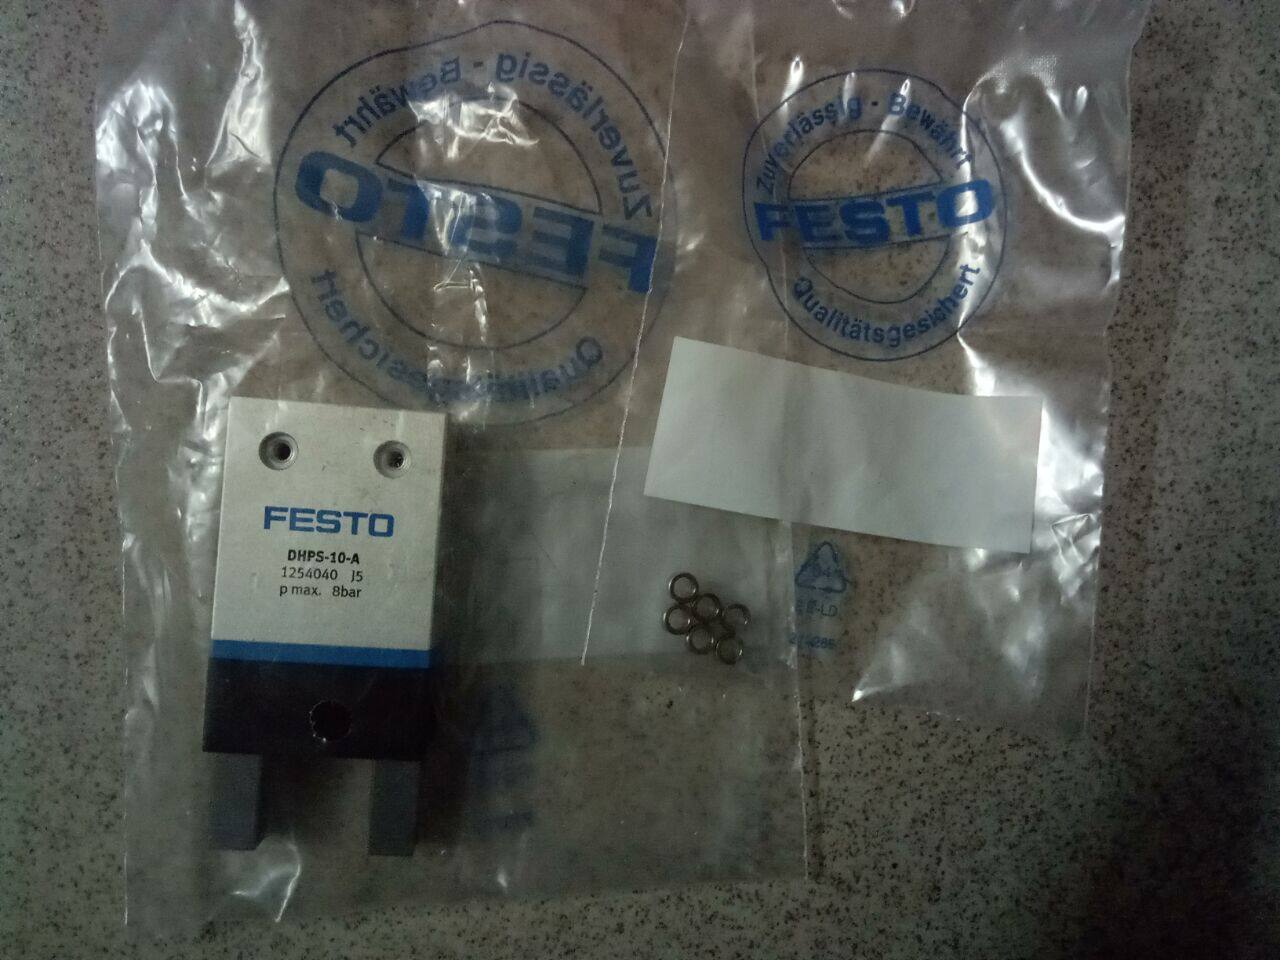 Zuverlässig - Bewährt
FESTO
Qualitätsgesichert
Zuverlässig - Bewährt
FESTO
Qualitätsgesichert
FESTO
DHPS-10-A
1254040 J5
p max. 8bar